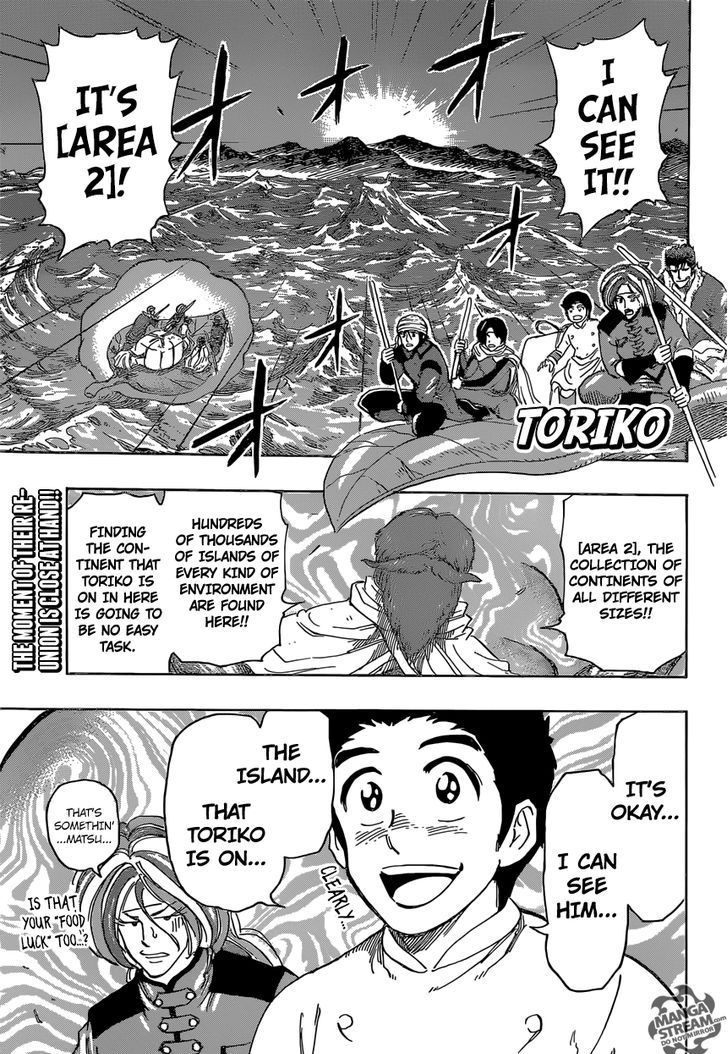 I
CAN
SEE
IT!!
IT'S
[AREA
2]!
TORIKO
THE MOMENT OF THEIR RE-
UNION IS CLOSE AT HAND!!
[AREA 2], THE
COLLECTION
OF
CONTINENTS OF
ALL DIFFERENT
SIZES!!
HUNDREDS
OF THOUSANDS
OF ISLANDS OF
EVERY KIND OF
ENVIRONMENT
ARE FOUND
HERE!!
FINDING
THE CON-
TINENT THAT
TORIKO IS
ON IN HERE
IS GOING TO
BE NO EASY
TASK.
IT'S
OKAY...
I CAN
SEE
HIM...
THE
ISLAND...
THAT
TORIKO
IS ON...
CLEARLY...
THAT'S
SOMETHIN'
...MATSU...
IS THAT
YOUR "FOOD
LUCK" TOO...?
MANGA
STREAM.com
DO NOT MIRROR!